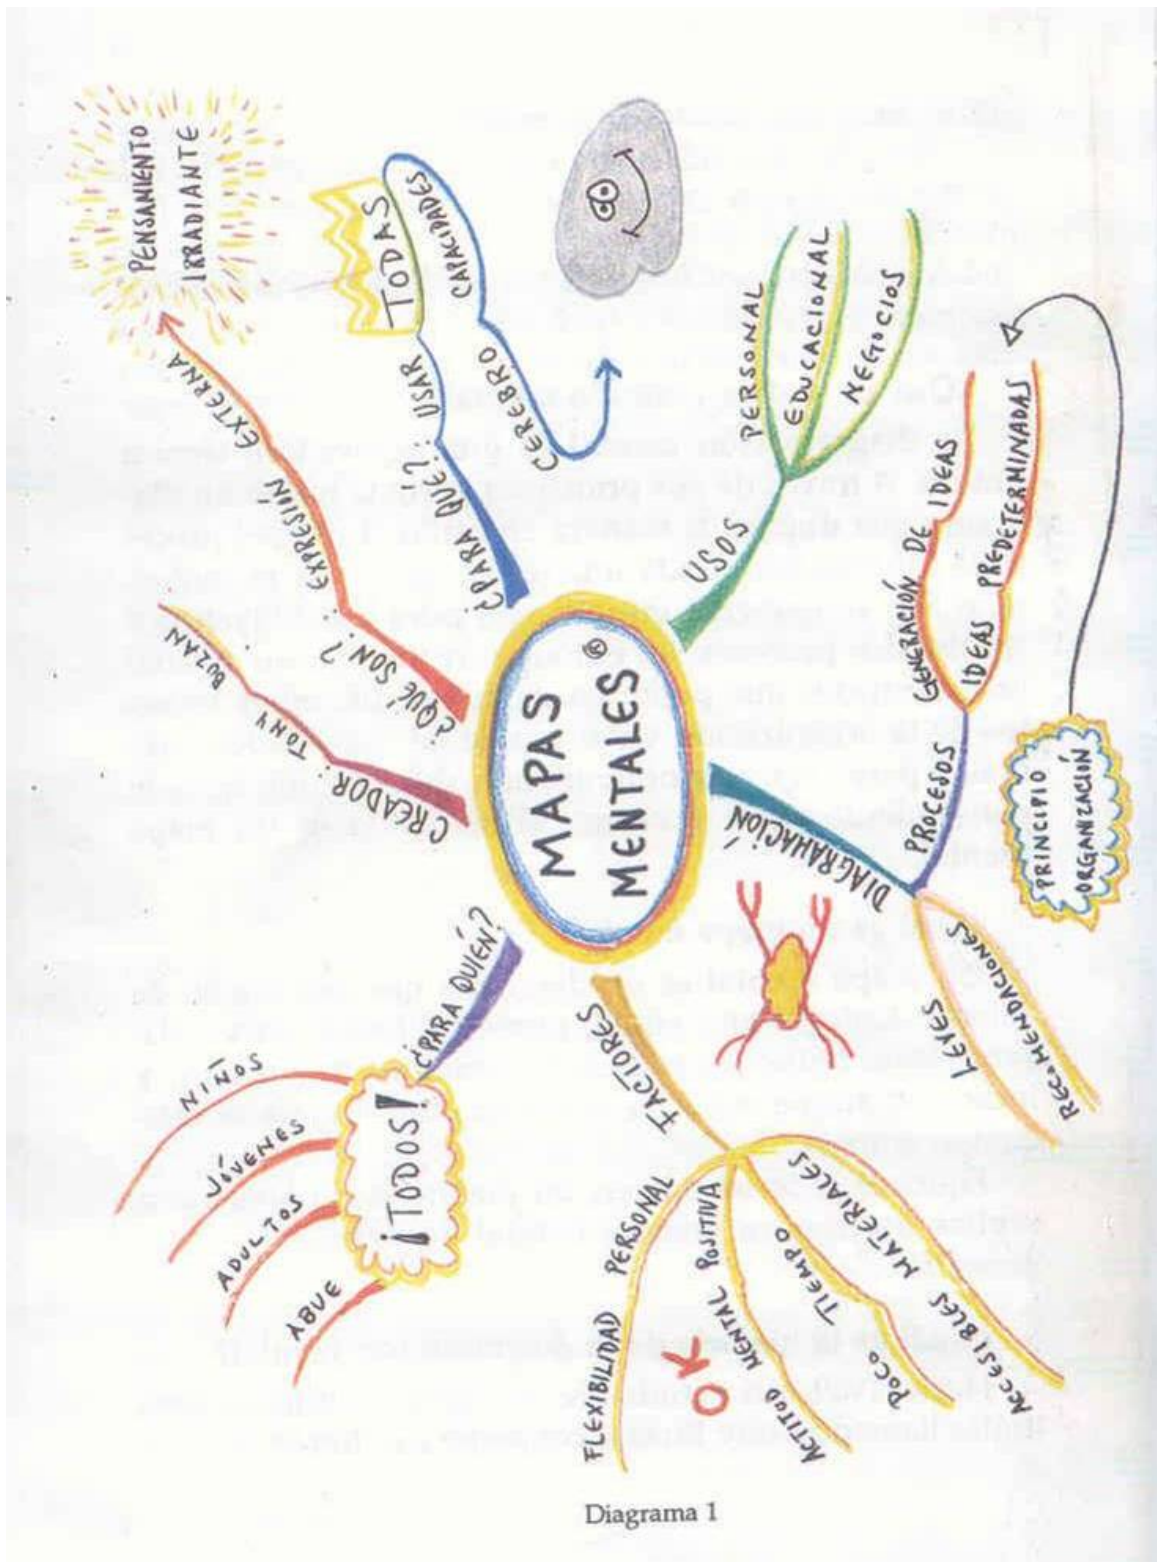 MAPAS
MENTALES®
CREADOR: TONY BUZAN
¿QUÉ SON?: EXPRESIÓN EXTERNA
PENSAMIENTO
IRRADIANTE
¿PARA QUE?: USAR TODAS
CAPACIDADES
CEREBRO
USOS
PERSONAL
EDUCACIONAL
NEGOCIOS
DIAGRAMACIÓN
PROCESOS
GENERACIÓN DE IDEAS
IDEAS PREDETERMINADAS
PRINCIPIO
ORGANIZACIÓN
LEYES
RECOMENDACIONES
FACTORES
MATERIALES ACCESIBLES
TIEMPO POCO
ACTITUD MENTAL POSITIVA
OK
FLEXIBILIDAD PERSONAL
¿PARA QUIÉN?
¡TODOS!
NIÑOS
JÓVENES
ADULTOS
ABUE
Diagrama 1